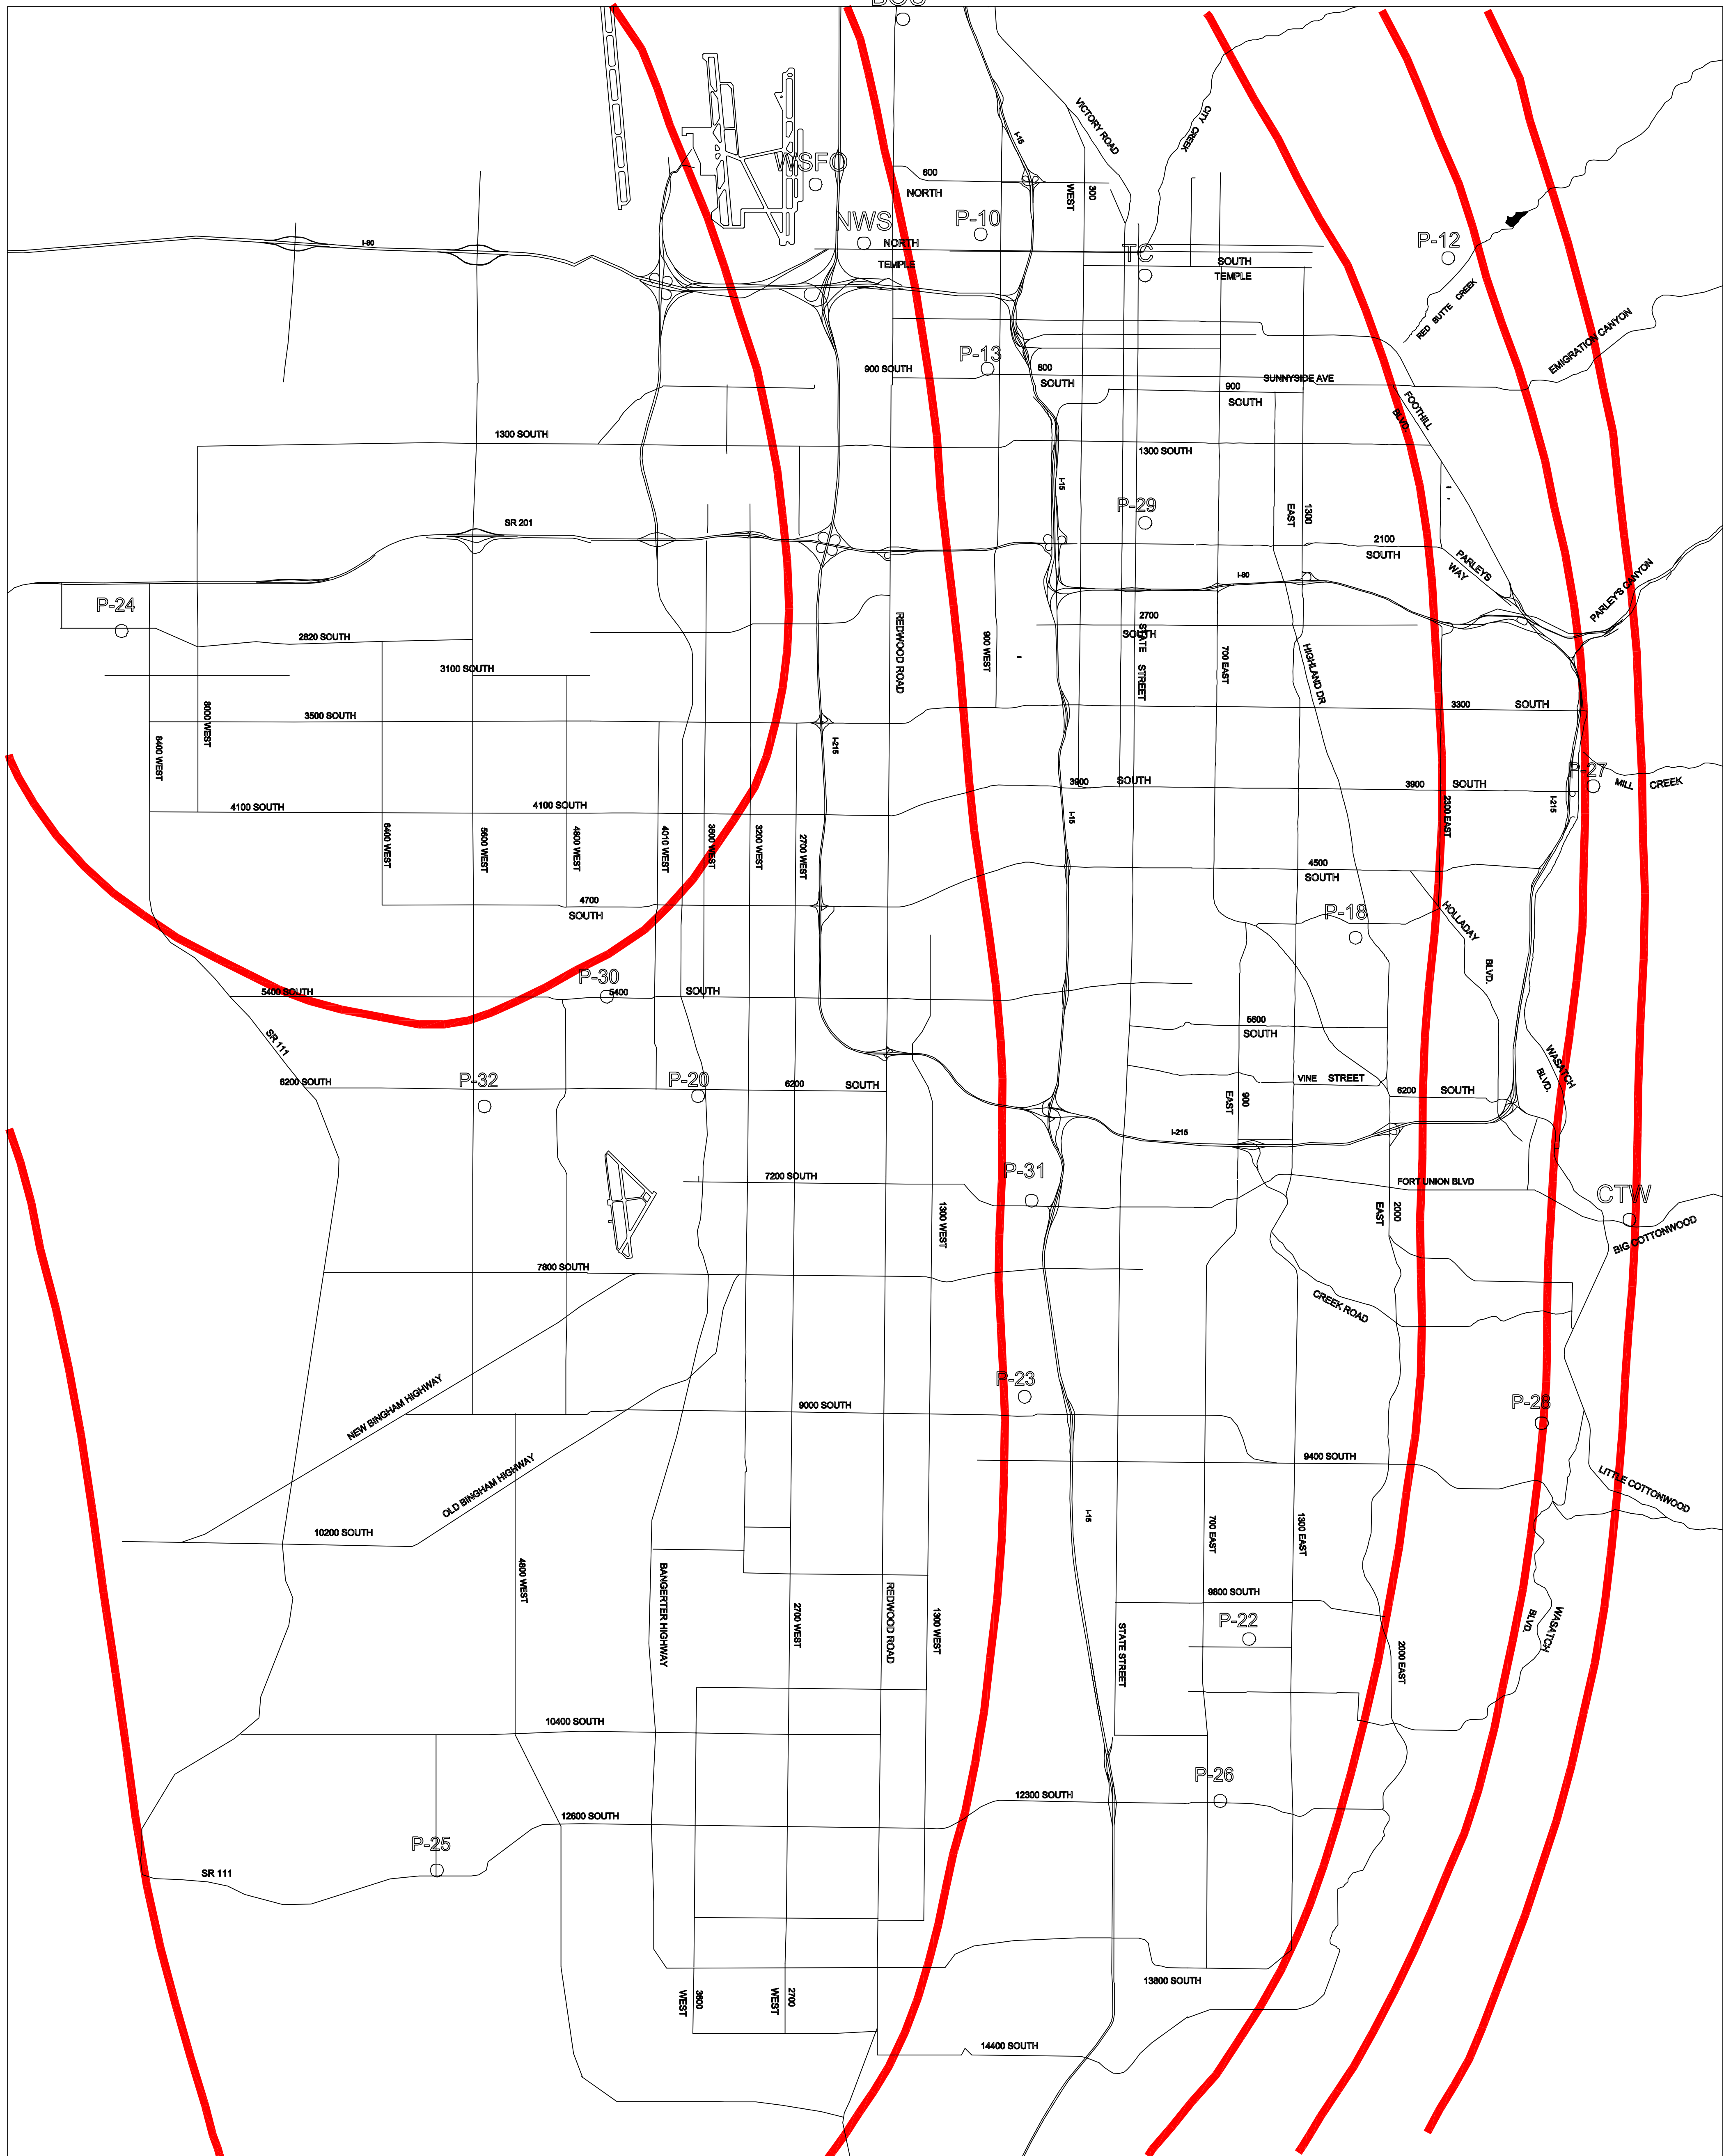 WSFO
NWS
P-10
TC
P-12
P-13
P-29
P-24
P-27
P-18
P-30
P-32
P-20
P-31
CTW
P-23
P-28
P-22
P-26
P-25
I-15
VICTORY ROAD
CITY CREEK
600
NORTH
WEST
300
I-80
NORTH
TEMPLE
SOUTH
TEMPLE
RED BUTTE CREEK
EMIGRATION CANYON
900 SOUTH
800
SOUTH
SUNNYSIDE AVE
900
SOUTH
FOOTHILL
BLVD
1300 SOUTH
1300 SOUTH
I-15
SR 201
1300
EAST
2100
SOUTH
PARLEYS
WAY
I-80
PARLEY'S CANYON
2820 SOUTH
REDWOOD ROAD
900 WEST
2700
SOUTH
STATE STREET
700 EAST
HIGHLAND DR
3100 SOUTH
8000 WEST
3500 SOUTH
3300 SOUTH
8400 WEST
I-215
3900 SOUTH
3900 SOUTH
MILL CREEK
4100 SOUTH
4100 SOUTH
I-15
2300 EAST
I-215
6400 WEST
5600 WEST
4800 WEST
4010 WEST
3600 WEST
3200 WEST
2700 WEST
4500
SOUTH
4700
SOUTH
HOLLADAY
BLVD.
5400 SOUTH
5400 SOUTH
5600
SOUTH
SR 111
WASATCH
BLVD.
6200 SOUTH
6200 SOUTH
VINE STREET
6200 SOUTH
900
EAST
I-215
7200 SOUTH
FORT UNION BLVD
1300 WEST
2000
EAST
BIG COTTONWOOD
7800 SOUTH
CREEK ROAD
NEW BINGHAM HIGHWAY
9000 SOUTH
OLD BINGHAM HIGHWAY
9400 SOUTH
LITTLE COTTONWOOD
10200 SOUTH
I-15
700 EAST
1300 EAST
4800 WEST
BANGERTER HIGHWAY
2700 WEST
REDWOOD ROAD
1300 WEST
9800 SOUTH
STATE STREET
2000 EAST
WASATCH
BLVD.
10400 SOUTH
12300 SOUTH
12600 SOUTH
SR 111
13800 SOUTH
3600
WEST
2700
WEST
14400 SOUTH